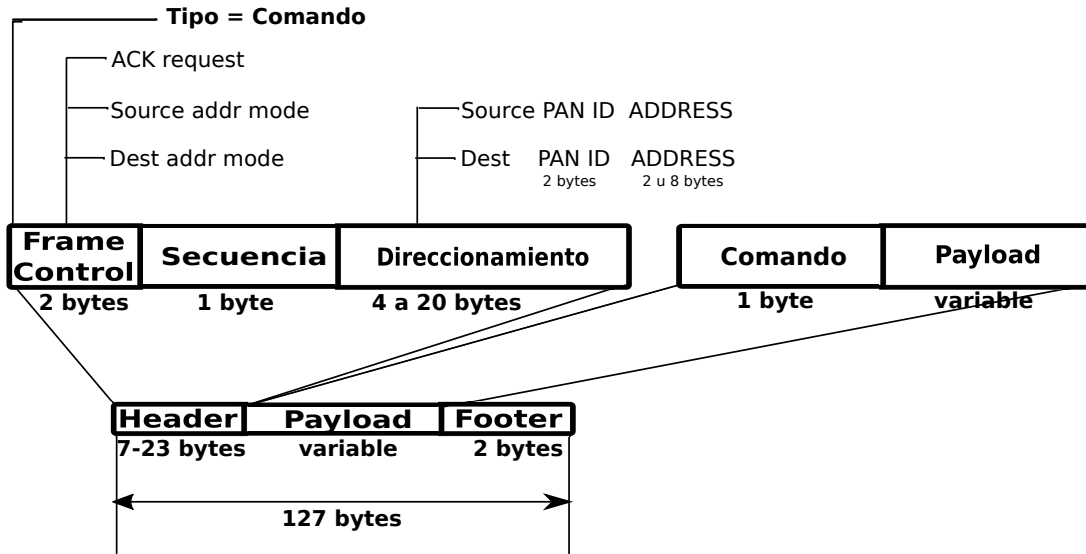 Tipo = Comando
ACK request
Source addr mode
Source PAN ID ADDRESS
Dest addr mode
Dest PAN ID ADDRESS
2 bytes 2 u 8 bytes
Frame Control
Secuencia
Direccionamiento
Comando
Payload
2 bytes
1 byte
4 a 20 bytes
1 byte
variable
Header
Payload
Footer
7-23 bytes
variable
2 bytes
127 bytes